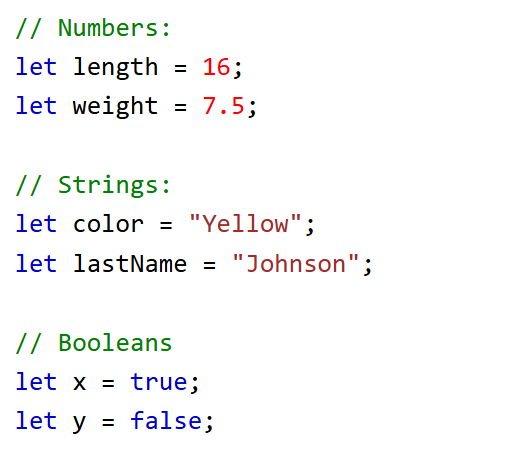 // Numbers:
let length = 16;
let weight = 7.5;
// Strings:
let color = "Yellow";
let lastName = "Johnson";
// Booleans
let x = true;
let y = false;